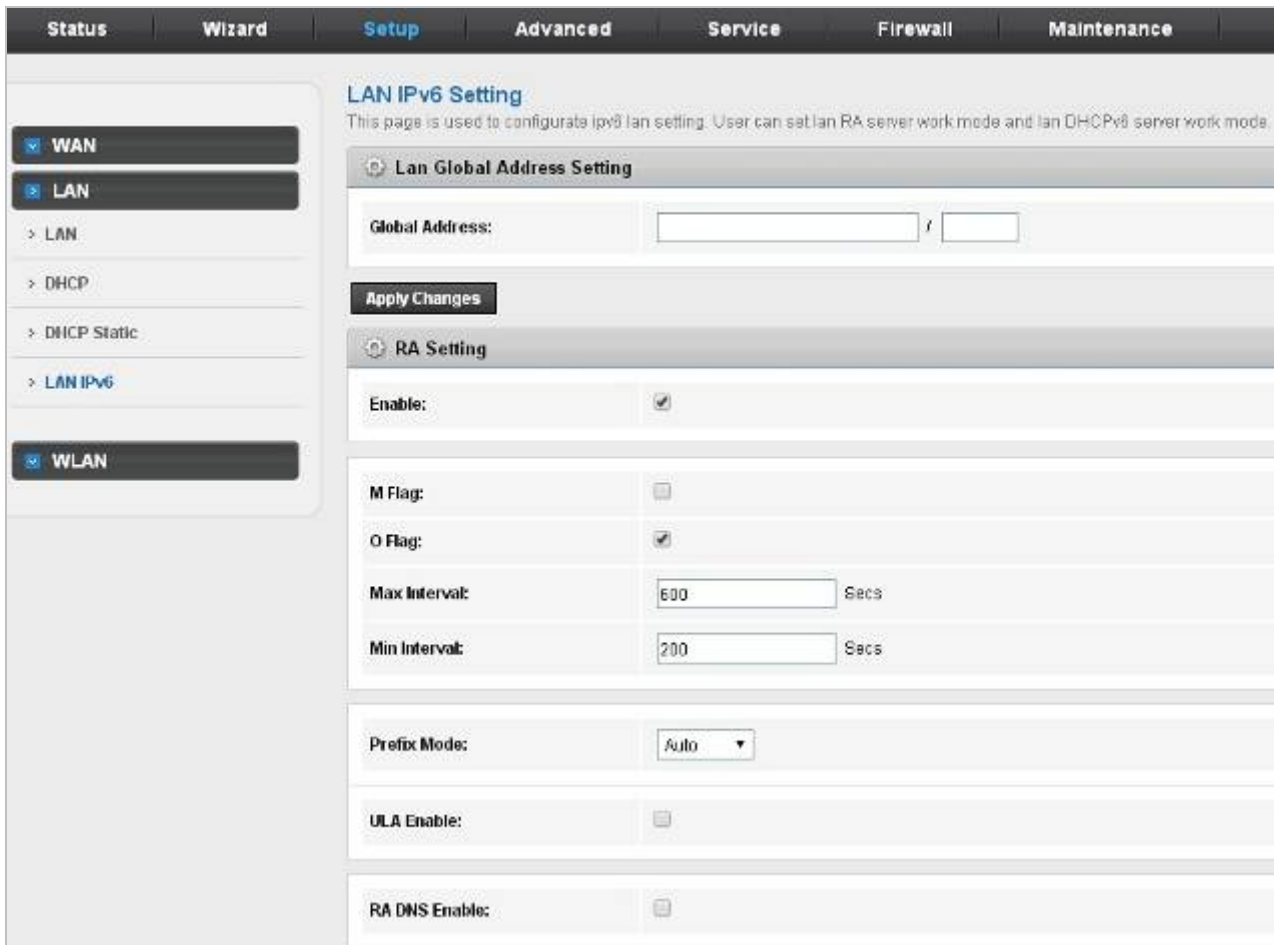 Status Wizard Setup Advanced Service Firewall Maintenance
WAN
LAN
> LAN
> DHCP
> DHCP Static
> LAN IPv6
WLAN
LAN IPv6 Setting
This page is used to configurate ipv6 lan setting. User can set lan RA server work mode and lan DHCPv6 server work mode.
Lan Global Address Setting
Global Address: /
Apply Changes
RA Setting
Enable:
M Flag:
O Flag:
Max Interval: 600 Secs
Min Interval: 200 Secs
Prefix Mode: Auto
ULA Enable:
RA DNS Enable: